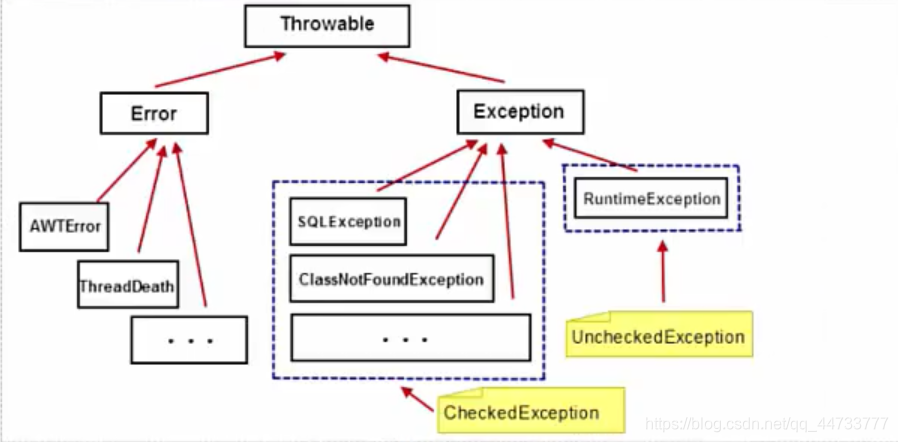 Throwable
Error
Exception
RuntimeException
SQLException
AWTError
ClassNotFoundException
ThreadDeath
. . .
. . .
UncheckedException
CheckedException
https://blog.csdn.net/qq_44733777